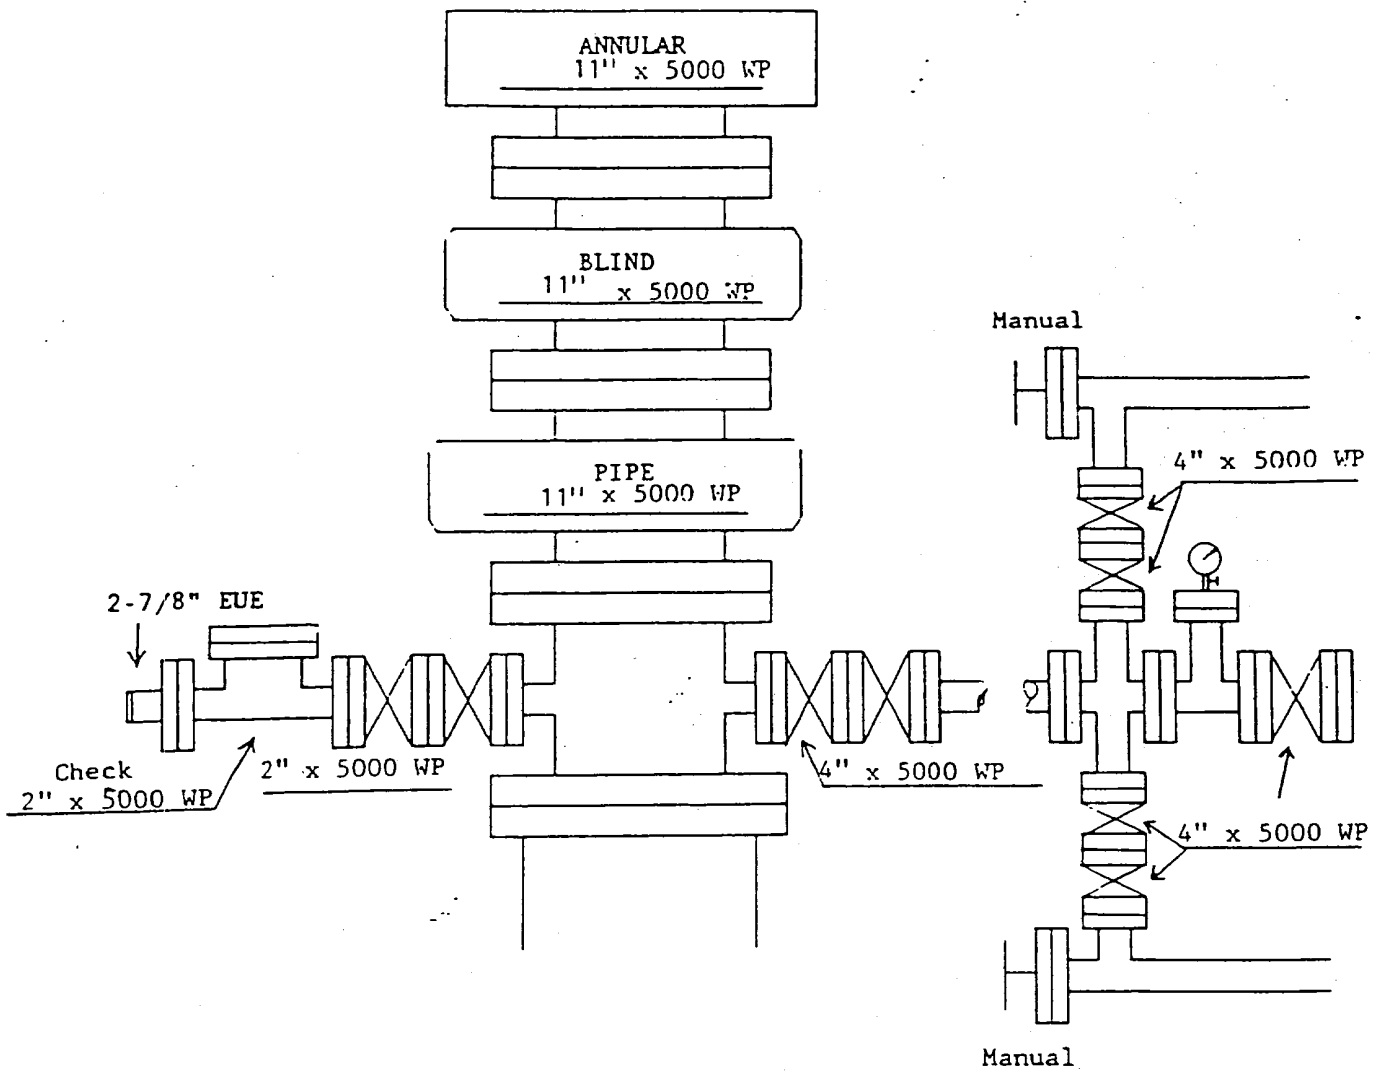 ANNULAR
11" x 5000 WP
BLIND
11" x 5000 WP
Manual
PIPE
11" x 5000 WP
4" x 5000 WP
2-7/8" EUE
Check
2" x 5000 WP
2" x 5000 WP
4" x 5000 WP
4" x 5000 WP
Manual